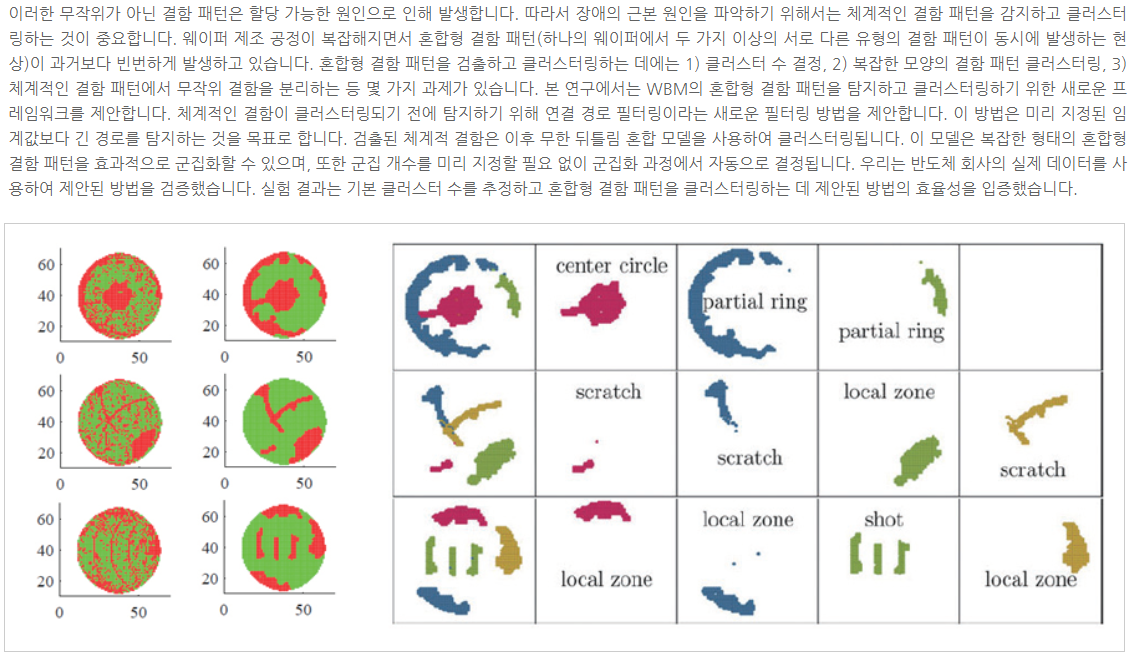 이러한 무작위가 아닌 결함 패턴은 할당 가능한 원인으로 인해 발생합니다. 따라서 장애의 근본 원인을 파악하기 위해서는 체계적인 결함 패턴을 감지하고 클러스터
링하는 것이 중요합니다. 웨이퍼 제조 공정이 복잡해지면서 혼합형 결함 패턴(하나의 웨이퍼에서 두 가지 이상의 서로 다른 유형의 결함 패턴이 동시에 발생하는 현
상)이 과거보다 빈번하게 발생하고 있습니다. 혼합형 결함 패턴을 검출하고 클러스터링하는 데에는 1) 클러스터 수 결정, 2) 복잡한 모양의 결함 패턴 클러스터링, 3)
체계적인 결함 패턴에서 무작위 결함을 분리하는 등 몇 가지 과제가 있습니다. 본 연구에서는 WBM의 혼합형 결함 패턴을 탐지하고 클러스터링하기 위한 새로운 프
레임워크를 제안합니다. 체계적인 결함이 클러스터링되기 전에 탐지하기 위해 연결 경로 필터링이라는 새로운 필터링 방법을 제안합니다. 이 방법은 미리 지정된 임
계값보다 긴 경로를 탐지하는 것을 목표로 합니다. 검출된 체계적 결함은 이후 무한 뒤틀림 혼합 모델을 사용하여 클러스터링됩니다. 이 모델은 복잡한 형태의 혼합형
결함 패턴을 효과적으로 군집화할 수 있으며, 또한 군집 개수를 미리 지정할 필요 없이 군집화 과정에서 자동으로 결정됩니다. 우리는 반도체 회사의 실제 데이터를 사
용하여 제안된 방법을 검증했습니다. 실험 결과는 기본 클러스터 수를 추정하고 혼합형 결함 패턴을 클러스터링하는 데 제안된 방법의 효율성을 입증했습니다.
60 40 20 0 50
60 40 20 0 50
center circle
partial ring
partial ring
60 40 20 0 50
60 40 20 0 50
scratch
scratch
local zone
scratch
60 40 20 0 50
60 40 20 0 50
local zone
local zone
shot
local zone